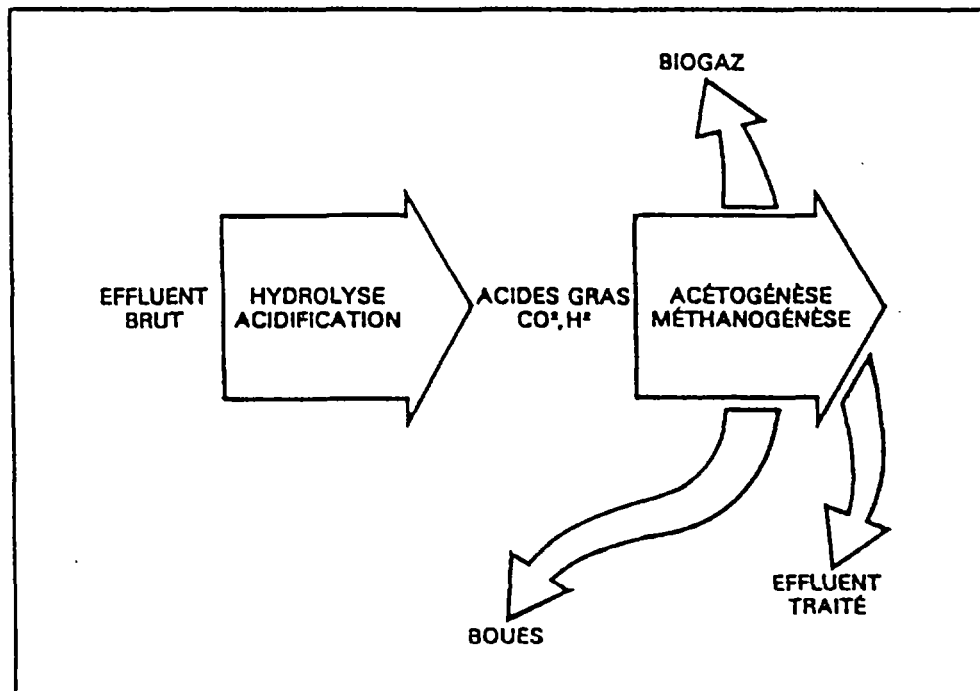 BIOGAZ
EFFLUENT
BRUT
HYDROLYSE
ACIDIFICATION
ACIDES GRAS
CO², H²
ACÉTOGÉNÈSE
MÉTHANOGÉNÈSE
EFFLUENT
TRAITÉ
BOUES